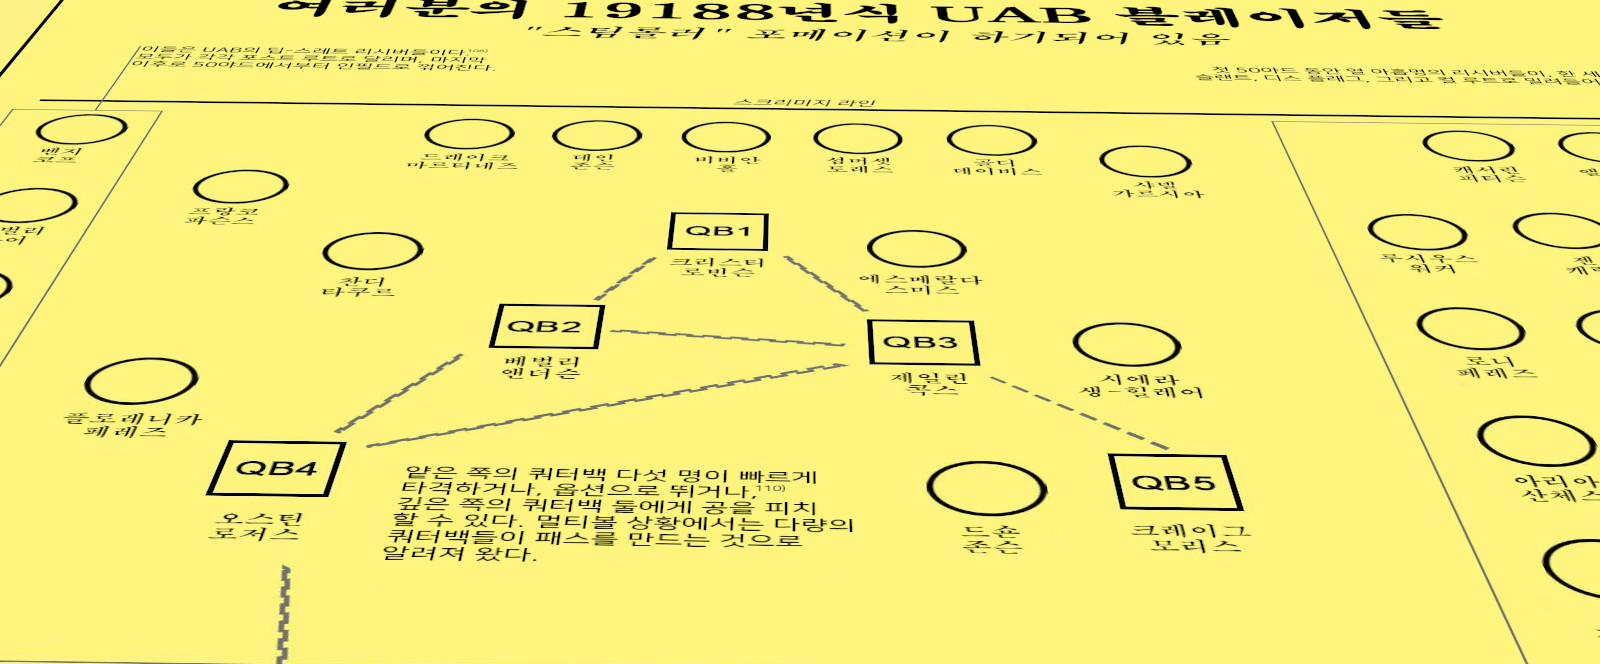 여러분의 19188년식 UAB 블레이저들
"스팀롤러" 포메이션이 하기되어 있음
이들은 UAB의 팁-스레트 리시버들이다.¹⁰⁸⁾
모두가 각각 포스트 루트로 달리며, 마지막
이후로 50야드에서부터 인필드로 꺾어진다.
첫 50야드 동안 열 아홉명의 리시버들이, 한 세
슬랜트, 디스 플래그, 그리고 컬 루트로 밀려들어
스크리미지 라인
벤지
코프
드레이크
마르티네즈
데인
존슨
비비안
홀
섬머셋
토레스
골디
데이비스
사빌
가르시아
캐서린
피터슨
프랑코
파슨스
벌리
어
QB1
크리스터
로빈슨
찬더
타쿠르
에스메랄다
스미스
루시우스
워커
젠
캐
QB2
베벌리
앤더슨
QB3
제일린
콕스
시에라
생-힐레어
로니
페레즈
플로레니카
페레즈
QB4
오스틴
로저스
얕은 쪽의 쿼터백 다섯 명이 빠르게
타격하거나, 옵션으로 뛰거나,¹¹⁰⁾
깊은 쪽의 쿼터백 둘에게 공을 피치
할 수 있다. 멀티볼 상황에서는 다량의
쿼터백들이 패스를 만드는 것으로
알려져 왔다.
드숀
존슨
QB5
크레이그
모리스
아리아
산체스